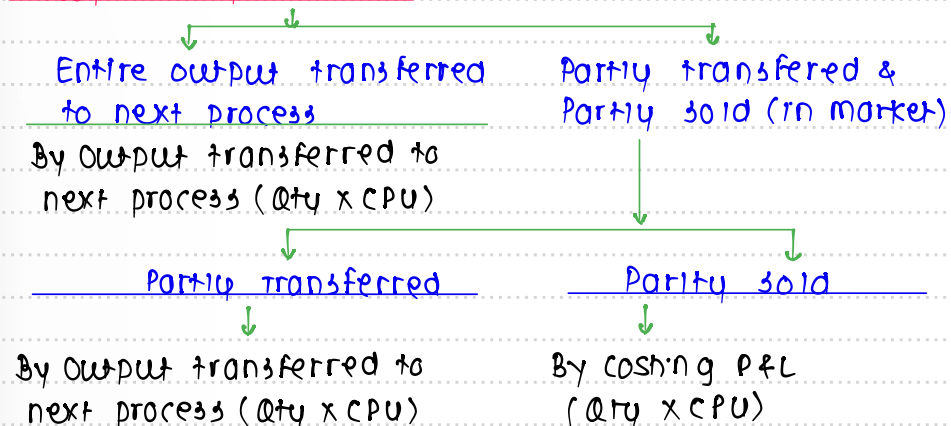 Entire output transferred
to next process
By output transferred to
next process (Qty x CPU)
Partly transfered &
Partly sold (in market)
Partly Transferred
By output transferred to
next process (Qty x CPU)
Parlty sold
By costing P&L
(Qty x CPU)